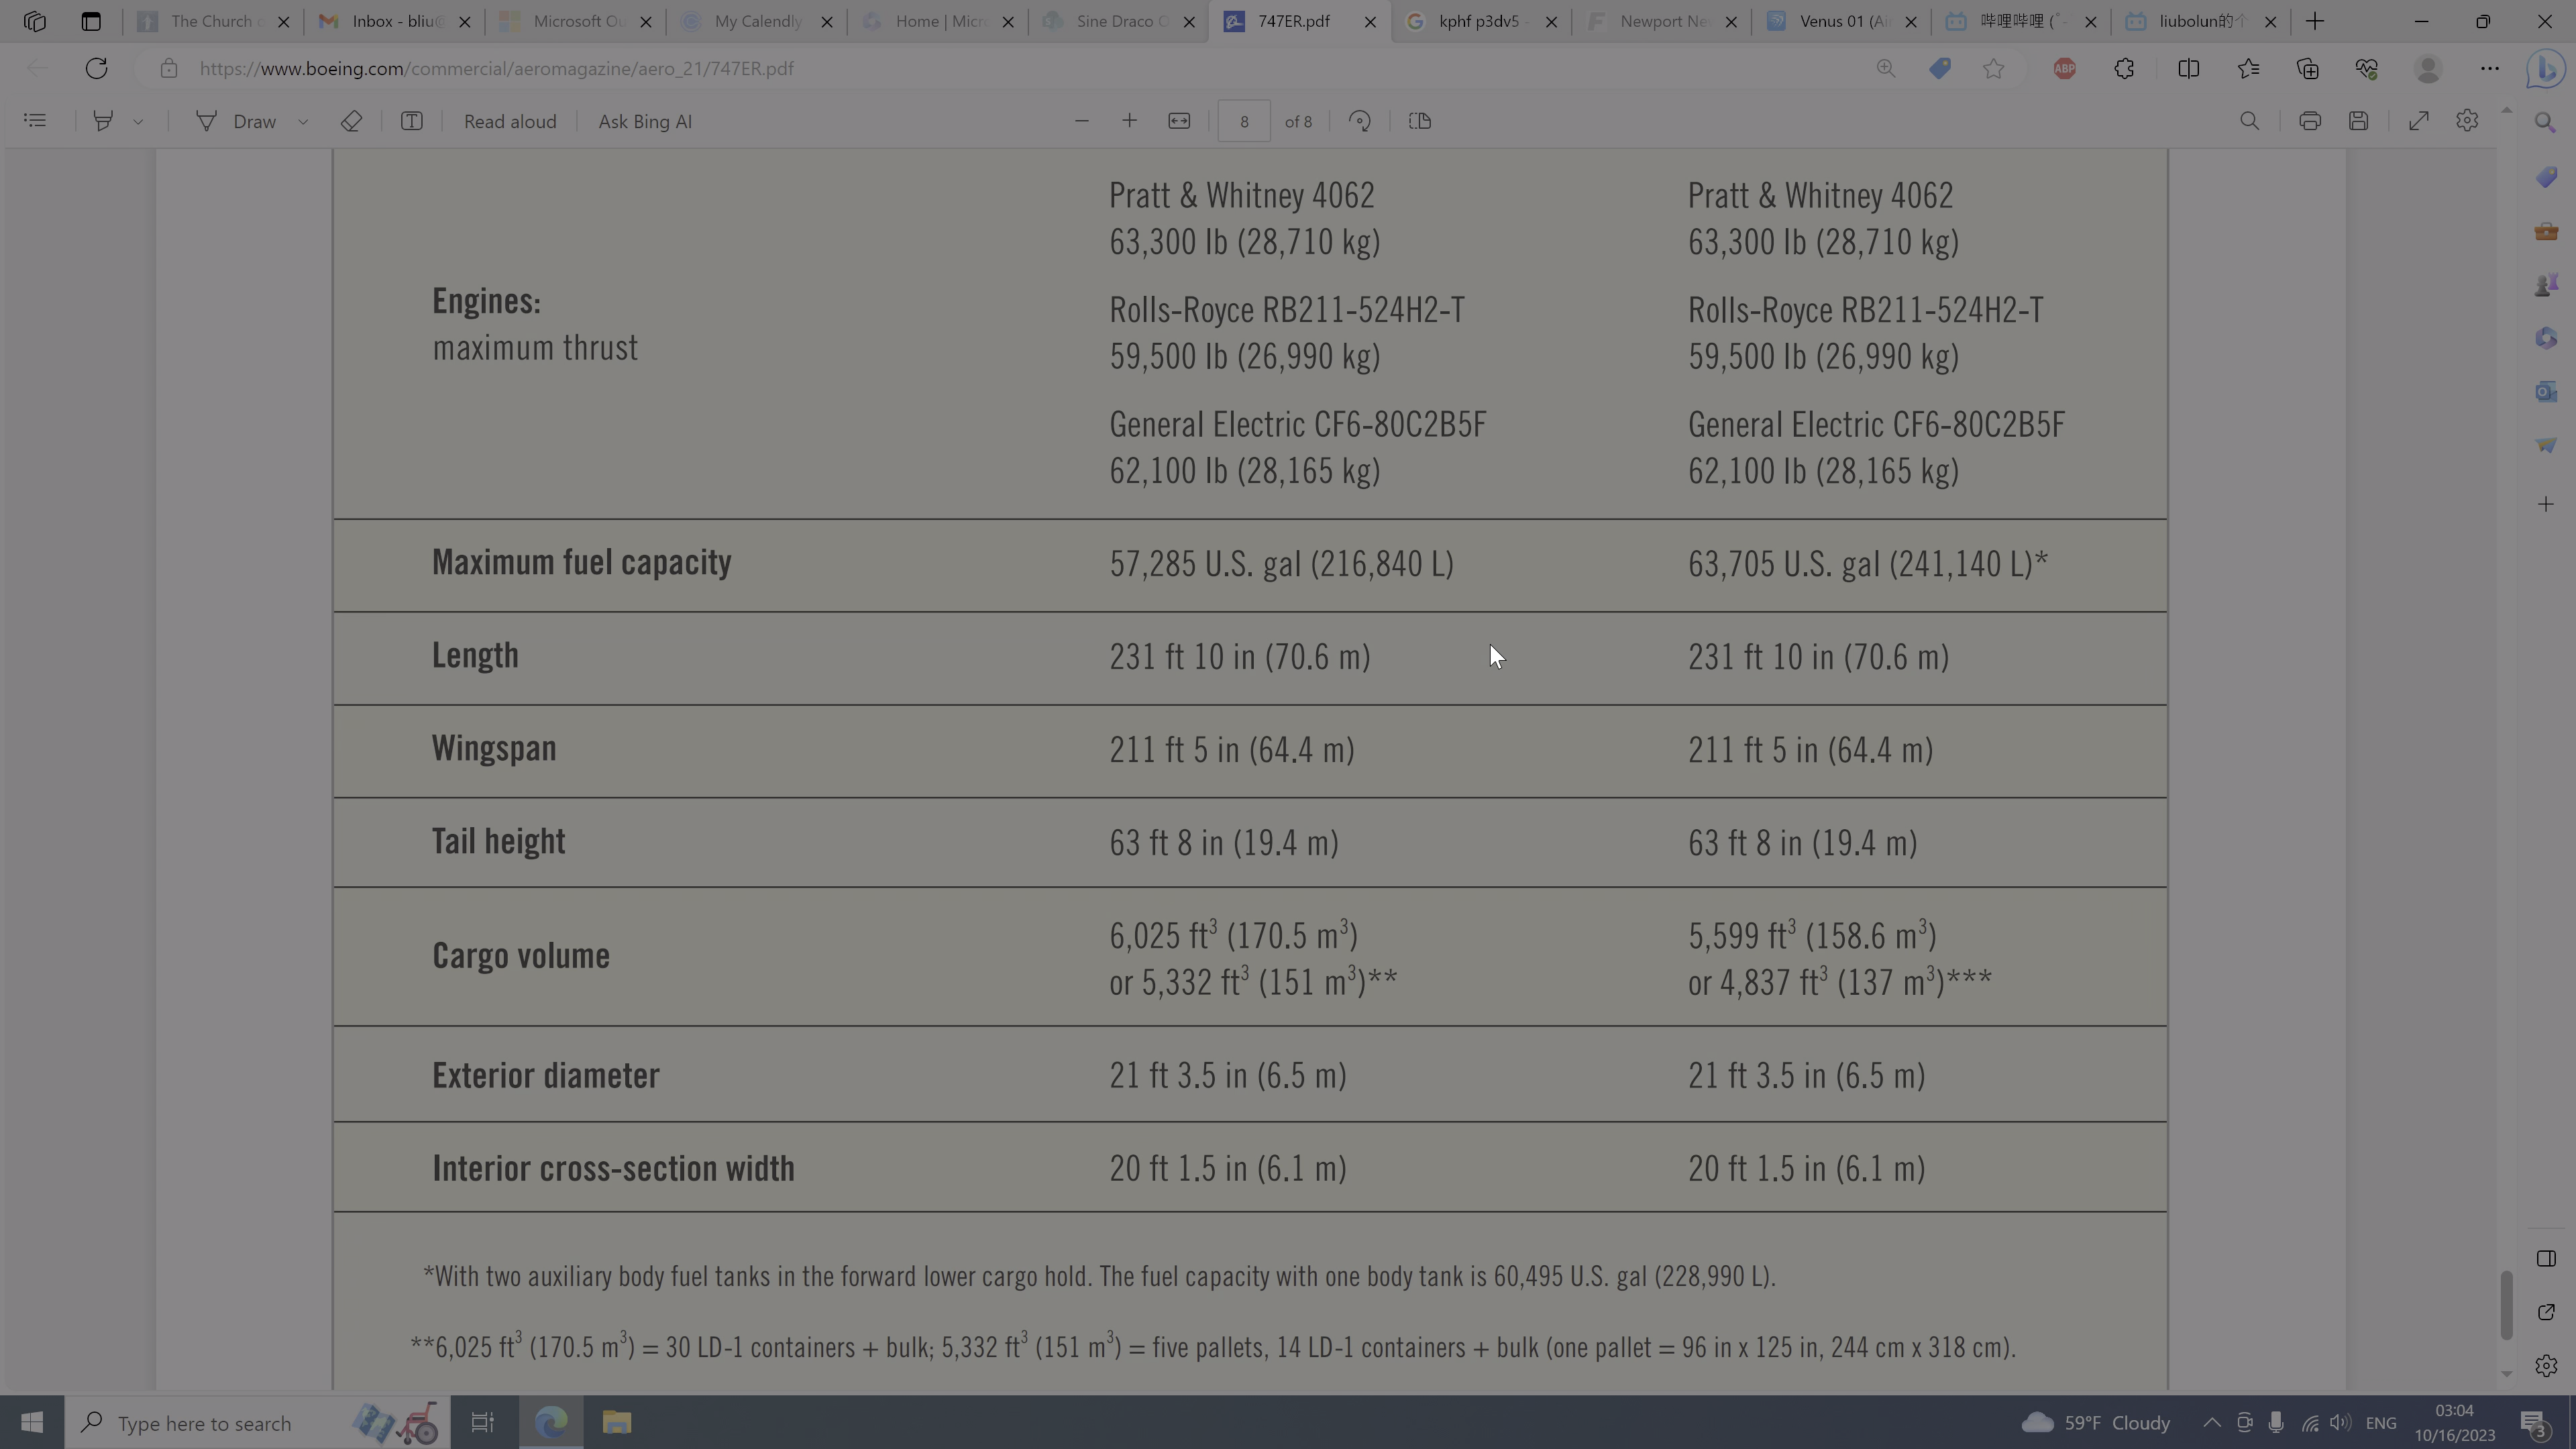 The Church
Inbox - bliu@
Microsoft Ou
My Calendly
Home | Micr
Sine Draco
747ER.pdf
kphf p3dv5 -
Newport Ne
Venus 01 (Ai
哔哩哔哩 (゜-
liubolun的个
https://www.boeing.com/commercial/aeromagazine/aero_21/747ER.pdf
ABP
Draw
Read aloud
Ask Bing AI
8
of 8
Pratt & Whitney 4062
Pratt & Whitney 4062
63,300 lb (28,710 kg)
63,300 lb (28,710 kg)
Engines:
maximum thrust
Rolls-Royce RB211-524H2-T
Rolls-Royce RB211-524H2-T
59,500 lb (26,990 kg)
59,500 lb (26,990 kg)
General Electric CF6-80C2B5F
General Electric CF6-80C2B5F
62,100 lb (28,165 kg)
62,100 lb (28,165 kg)
Maximum fuel capacity
57,285 U.S. gal (216,840 L)
63,705 U.S. gal (241,140 L)*
Length
231 ft 10 in (70.6 m)
231 ft 10 in (70.6 m)
Wingspan
211 ft 5 in (64.4 m)
211 ft 5 in (64.4 m)
Tail height
63 ft 8 in (19.4 m)
63 ft 8 in (19.4 m)
Cargo volume
6,025 ft³ (170.5 m³)
or 5,332 ft³ (151 m³)**
5,599 ft³ (158.6 m³)
or 4,837 ft³ (137 m³)***
Exterior diameter
21 ft 3.5 in (6.5 m)
21 ft 3.5 in (6.5 m)
Interior cross-section width
20 ft 1.5 in (6.1 m)
20 ft 1.5 in (6.1 m)
*With two auxiliary body fuel tanks in the forward lower cargo hold. The fuel capacity with one body tank is 60,495 U.S. gal (228,990 L).
**6,025 ft³ (170.5 m³) = 30 LD-1 containers + bulk; 5,332 ft³ (151 m³) = five pallets, 14 LD-1 containers + bulk (one pallet = 96 in x 125 in, 244 cm x 318 cm).
Type here to search
59°F Cloudy
ENG
03:04
10/16/2023
3